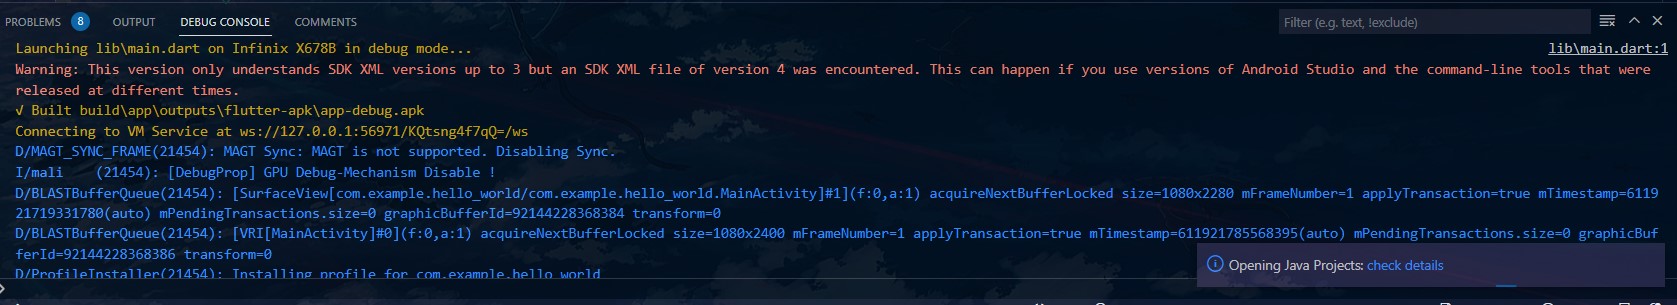 PROBLEMS 8 OUTPUT DEBUG CONSOLE COMMENTS Filter (e.g. text, !exclude)
Launching lib\main.dart on Infinix X678B in debug mode... lib\main.dart:1
Warning: This version only understands SDK XML versions up to 3 but an SDK XML file of version 4 was encountered. This can happen if you use versions of Android Studio and the command-line tools that were
released at different times.
√ Built build\app\outputs\flutter-apk\app-debug.apk
Connecting to VM Service at ws://127.0.0.1:56971/KQtsng4f7qQ=/ws
D/MAGT_SYNC_FRAME(21454): MAGT Sync: MAGT is not supported. Disabling Sync.
I/mali    (21454): [DebugProp] GPU Debug-Mechanism Disable !
D/BLASTBufferQueue(21454): [SurfaceView[com.example.hello_world/com.example.hello_world.MainActivity]#1](f:0,a:1) acquireNextBufferLocked size=1080x2280 mFrameNumber=1 applyTransaction=true mTimestamp=6119
21719331780(auto) mPendingTransactions.size=0 graphicBufferId=92144228368384 transform=0
D/BLASTBufferQueue(21454): [VRI[MainActivity]#0](f:0,a:1) acquireNextBufferLocked size=1080x2400 mFrameNumber=1 applyTransaction=true mTimestamp=611921785568395(auto) mPendingTransactions.size=0 graphicBuf
ferId=92144228368386 transform=0
D/ProfileInstaller(21454): Installing profile for com.example.hello_world
Opening Java Projects: check details